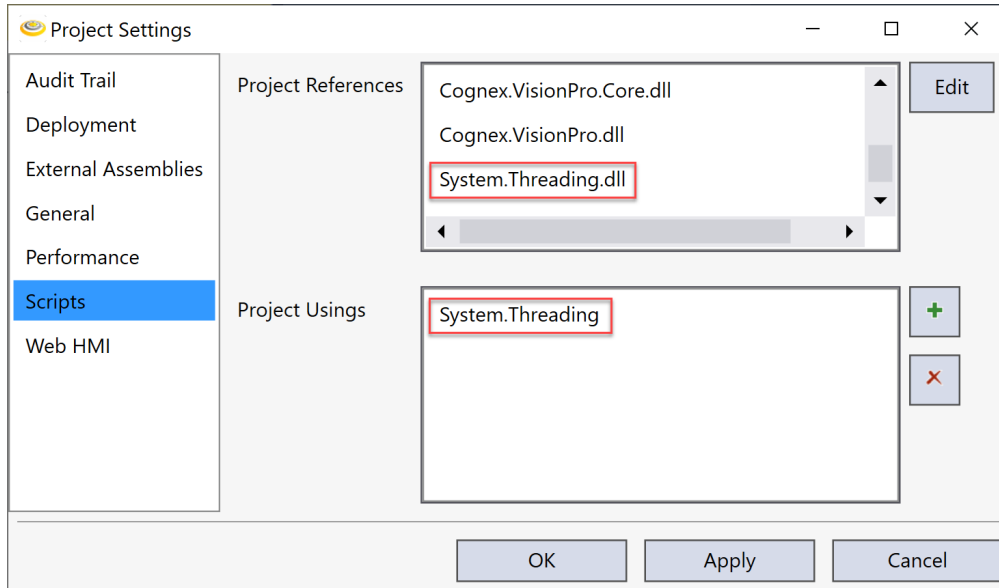 Project Settings
Audit Trail
Deployment
External Assemblies
General
Performance
Scripts
Web HMI
Project References
Cognex.VisionPro.Core.dll
Cognex.VisionPro.dll
System.Threading.dll
Edit
Project Usings
System.Threading
OK
Apply
Cancel